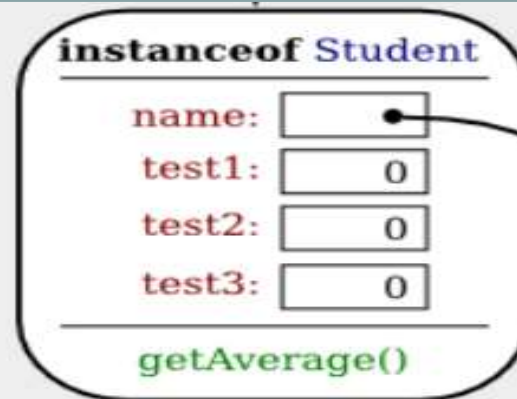 instanceof Student
name:
test1: 0
test2: 0
test3: 0
getAverage()